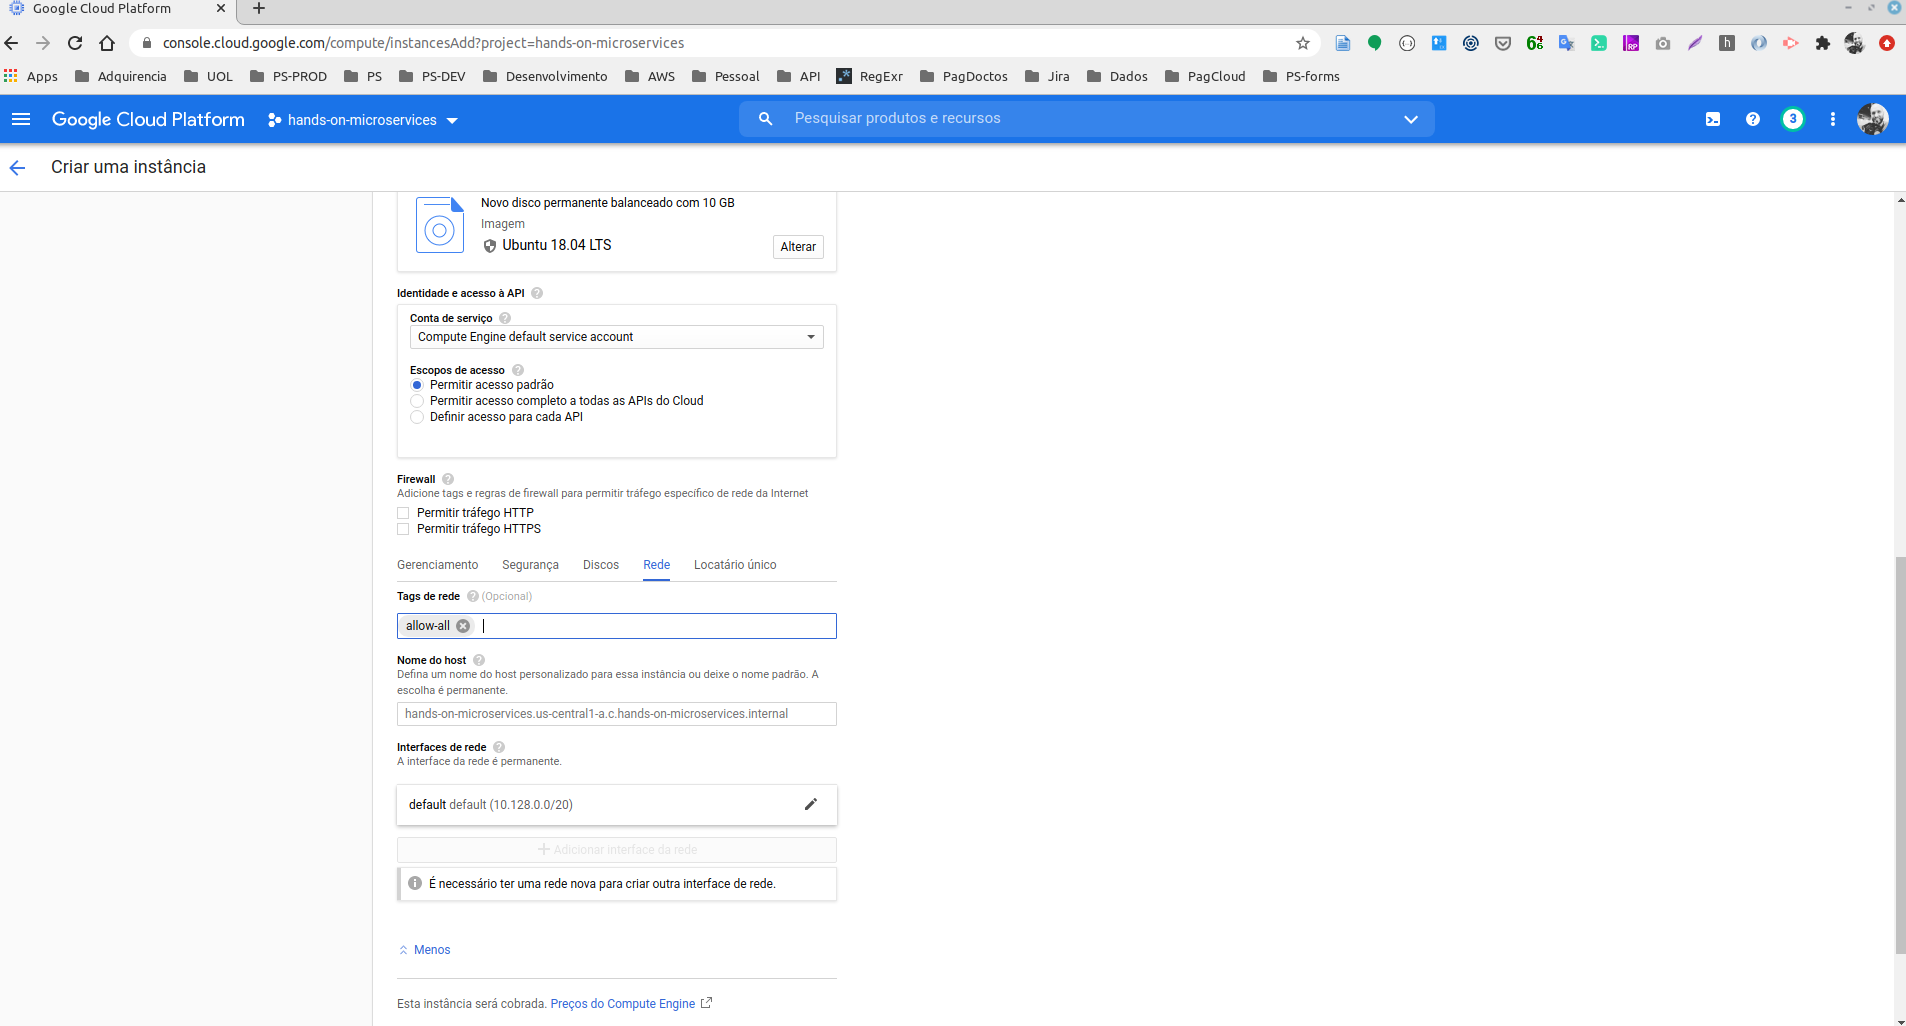 Google Cloud Platform
console.cloud.google.com/compute/instancesAdd?project=hands-on-microservices
Apps Adquirencia UOL PS-PROD PS PS-DEV Desenvolvimento AWS Pessoal API RegExr PagDoctos Jira Dados PagCloud PS-forms
Google Cloud Platform hands-on-microservices Pesquisar produtos e recursos 3
Criar uma instância
Novo disco permanente balanceado com 10 GB
Imagem
Ubuntu 18.04 LTS Alterar
Identidade e acesso à API
Conta de serviço
Compute Engine default service account
Escopos de acesso
Permitir acesso padrão
Permitir acesso completo a todas as APIs do Cloud
Definir acesso para cada API
Firewall
Adicione tags e regras de firewall para permitir tráfego específico de rede da Internet
Permitir tráfego HTTP
Permitir tráfego HTTPS
Gerenciamento Segurança Discos Rede Locatário único
Tags de rede (Opcional)
allow-all
Nome do host
Defina um nome do host personalizado para essa instância ou deixe o nome padrão. A
escolha é permanente.
hands-on-microservices.us-central1-a.c.hands-on-microservices.internal
Interfaces de rede
A interface da rede é permanente.
default default (10.128.0.0/20)
Adicionar interface da rede
É necessário ter uma rede nova para criar outra interface de rede.
Menos
Esta instância será cobrada. Preços do Compute Engine